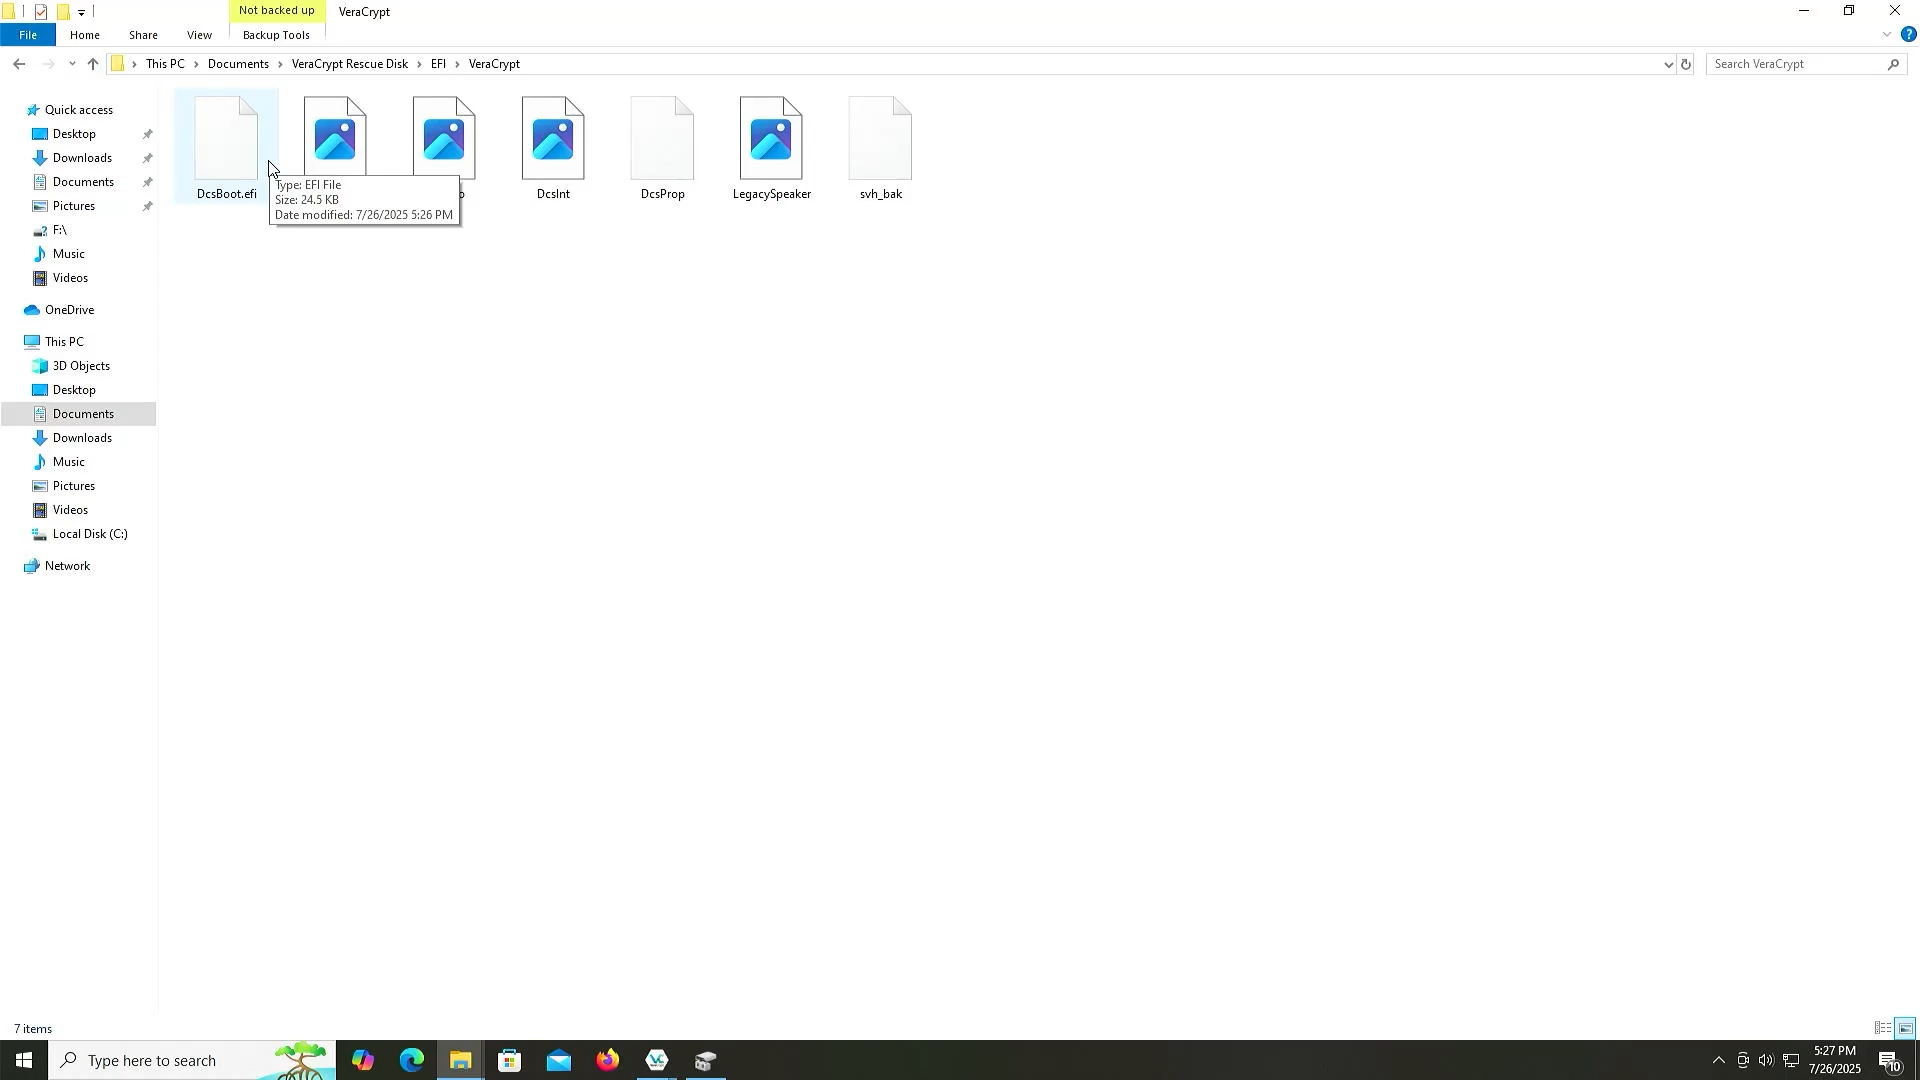 Not backed up
VeraCrypt
File
Home
Share
View
Backup Tools
This PC
Documents
VeraCrypt Rescue Disk
EFI
VeraCrypt
Search VeraCrypt
Quick access
Desktop
Downloads
Documents
Pictures
F:\
Music
Videos
OneDrive
This PC
3D Objects
Desktop
Documents
Downloads
Music
Pictures
Videos
Local Disk (C:)
Network
DcsBoot.efi
DcsInt
DcsProp
LegacySpeaker
svh_bak
Type: EFI File
Size: 24.5 KB
Date modified: 7/26/2025 5:26 PM
7 items
Type here to search
5:27 PM
7/26/2025
10